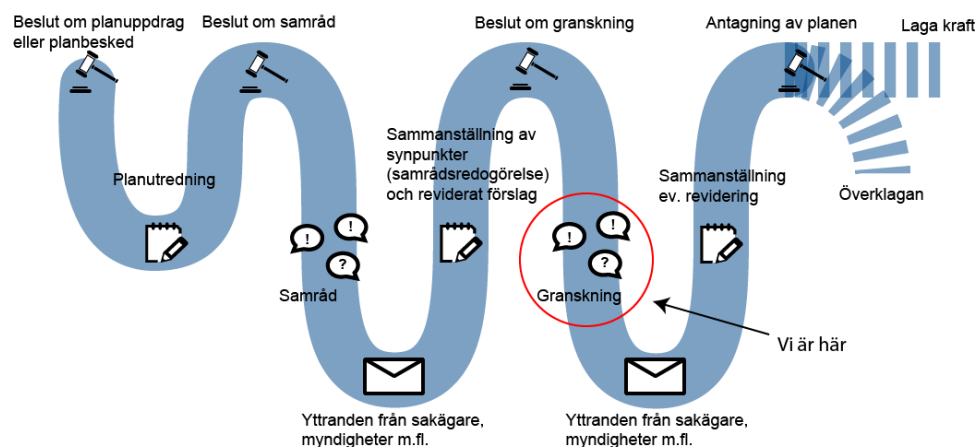 Beslut om planuppdrag
eller planbesked
Beslut om samråd
Beslut om granskning
Antagning av planen
Laga kraft
Planutredning
Sammanställning av
synpunkter
(samrådsredogörelse)
och reviderat förslag
Sammanställning
ev. revidering
Överklagan
!
!
?
Samråd
!
!
?
Granskning
Vi är här
Yttranden från sakägare,
myndigheter m.fl.
Yttranden från sakägare,
myndigheter m.fl.